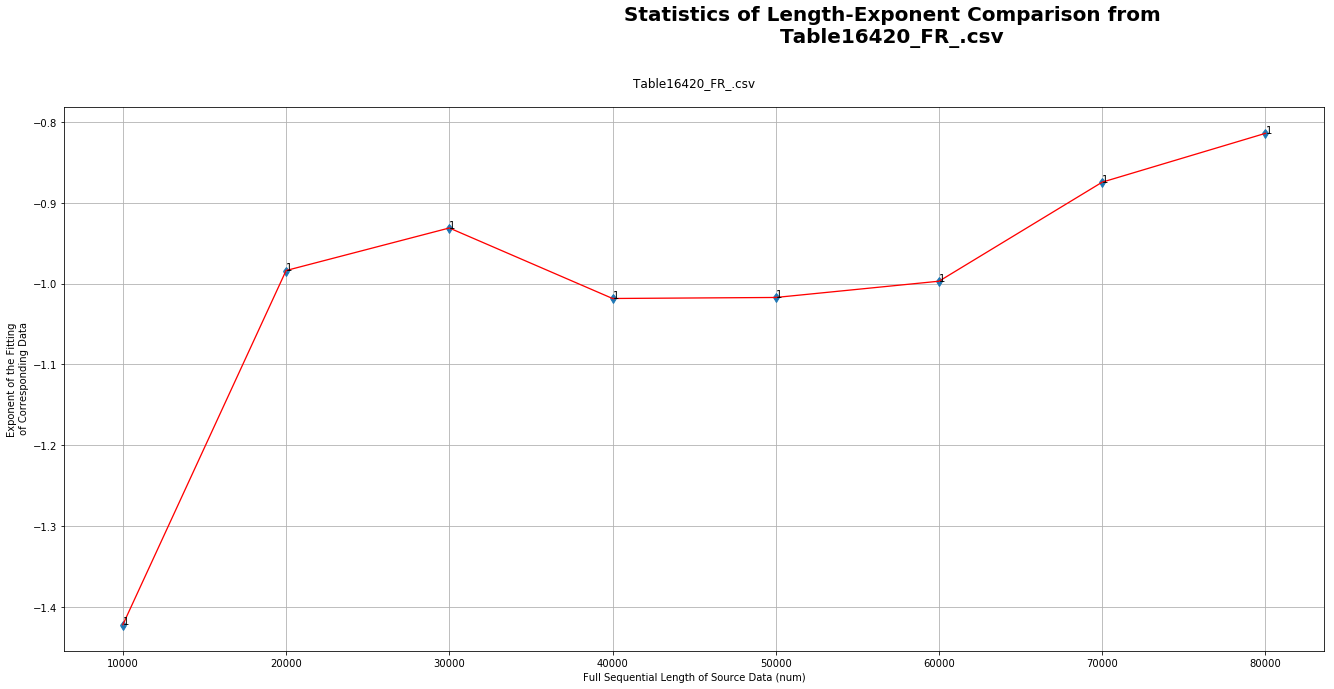 Statistics of Length-Exponent Comparison from
Table16420_FR_.csv
Table16420_FR_.csv
−0.8
−0.9
−1.0
−1.1
−1.2
−1.3
−1.4
Exponent of the Fitting
of Corresponding Data
1
1
1
1
1
1
1
1
10000 20000 30000 40000 50000 60000 70000 80000
Full Sequential Length of Source Data (num)